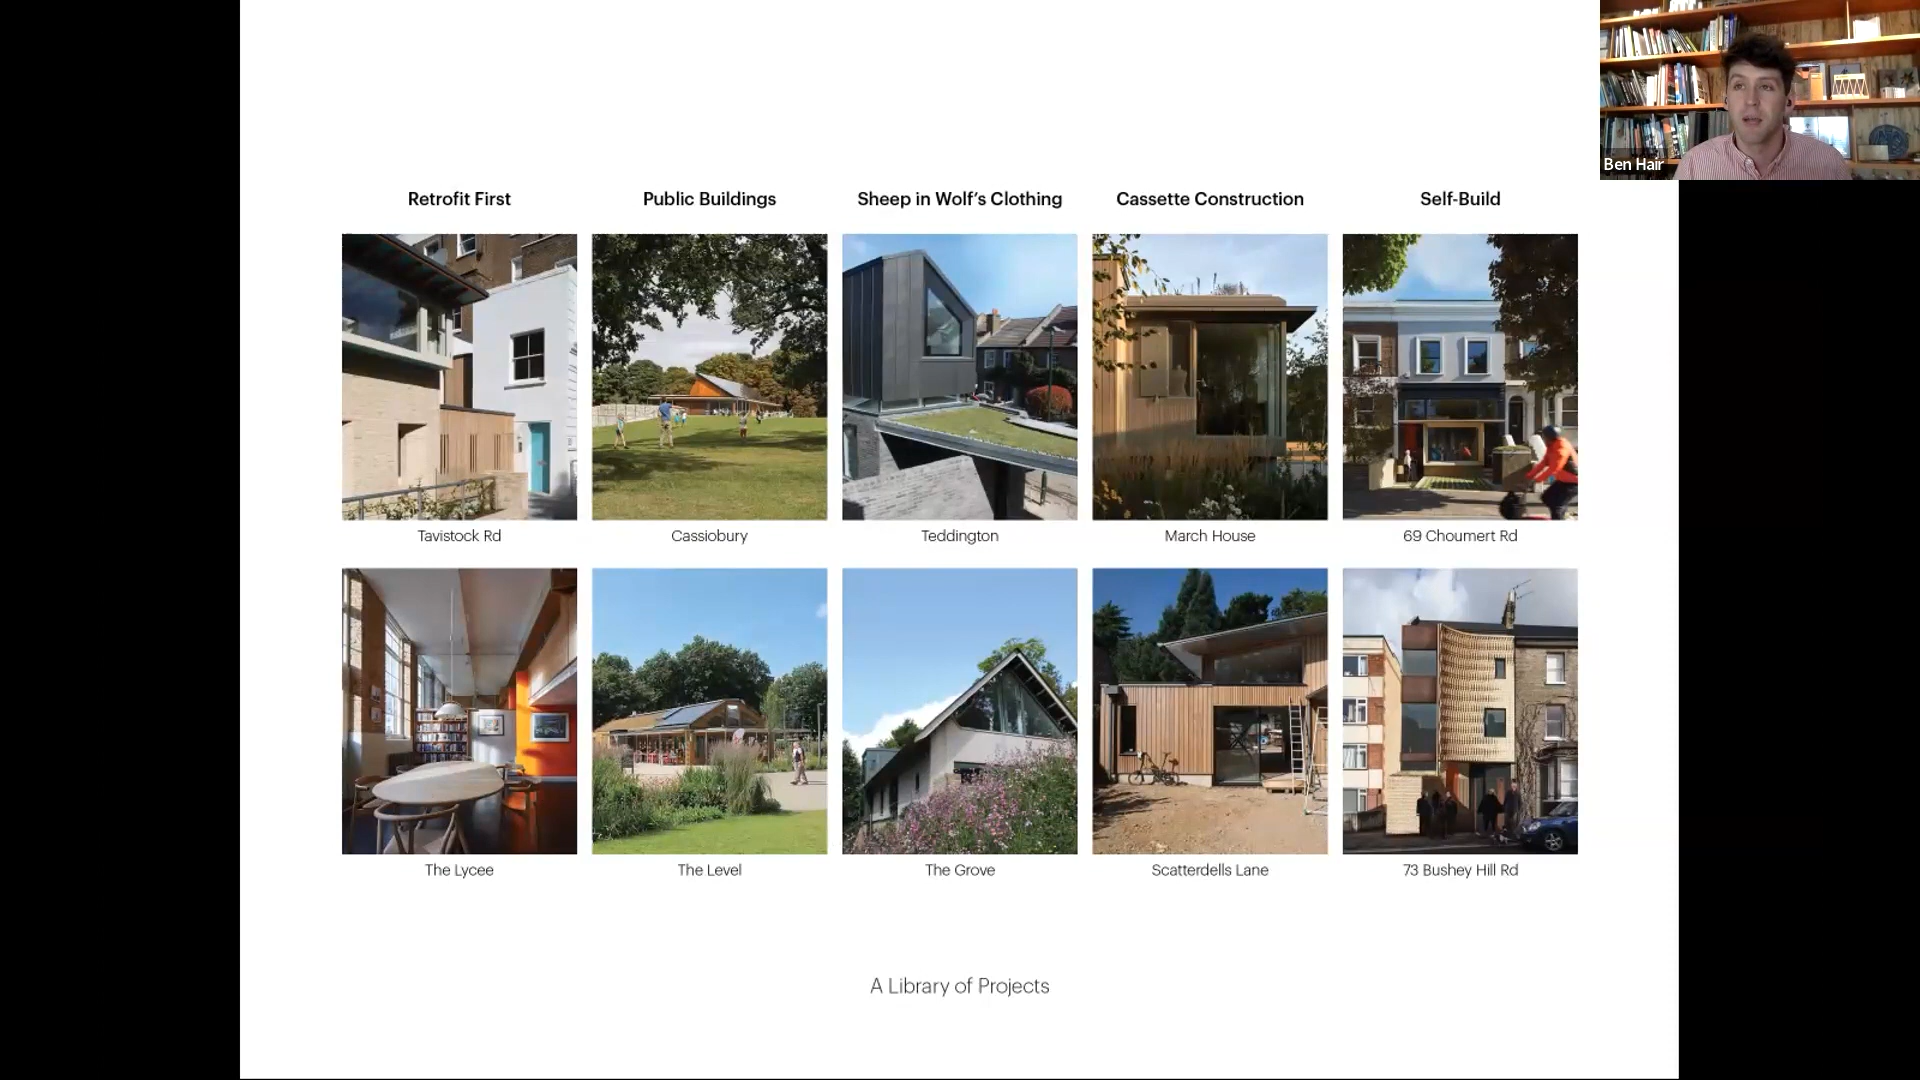 Ben Hair
Retrofit First
Public Buildings
Sheep in Wolf's Clothing
Cassette Construction
Self-Build
Tavistock Rd
Cassiobury
Teddington
March House
69 Choumert Rd
The Lycee
The Level
The Grove
Scatterdells Lane
73 Bushey Hill Rd
A Library of Projects